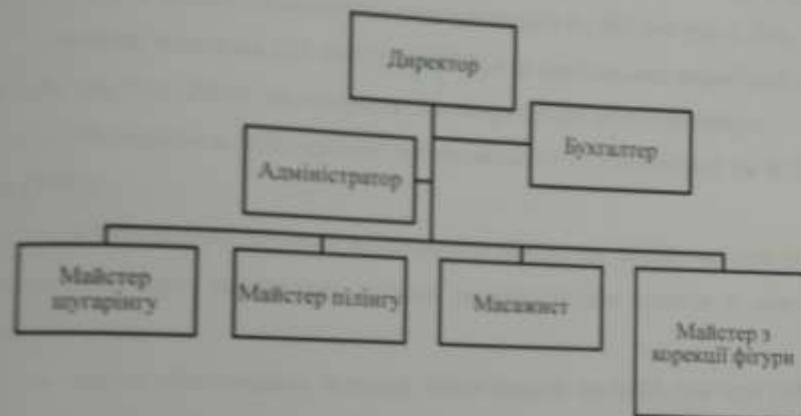 Директор
Бухгалтер
Адміністратор
Майстер
шугарінгу
Майстер пілінгу
Масажист
Майстер з
корекції фігури